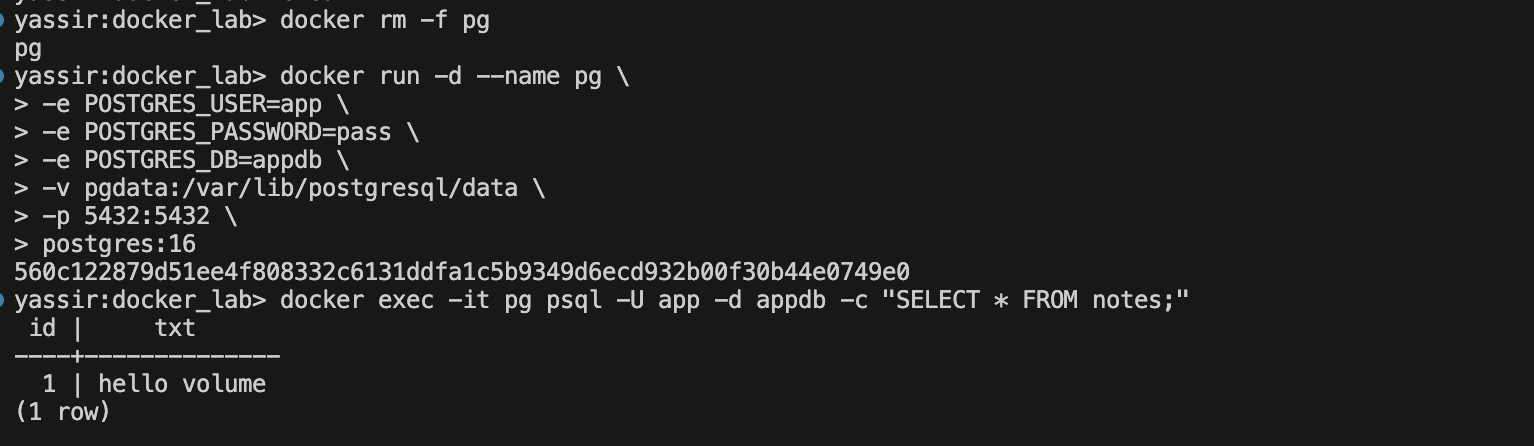 yassir:docker_lab> docker rm -f pg
pg
yassir:docker_lab> docker run -d --name pg \
> -e POSTGRES_USER=app \
> -e POSTGRES_PASSWORD=pass \
> -e POSTGRES_DB=appdb \
> -v pgdata:/var/lib/postgresql/data \
> -p 5432:5432 \
> postgres:16
560c122879d51ee4f808332c6131ddfa1c5b9349d6ecd932b00f30b44e0749e0
yassir:docker_lab> docker exec -it pg psql -U app -d appdb -c "SELECT * FROM notes;"
 id |     txt
----+--------------
  1 | hello volume
(1 row)